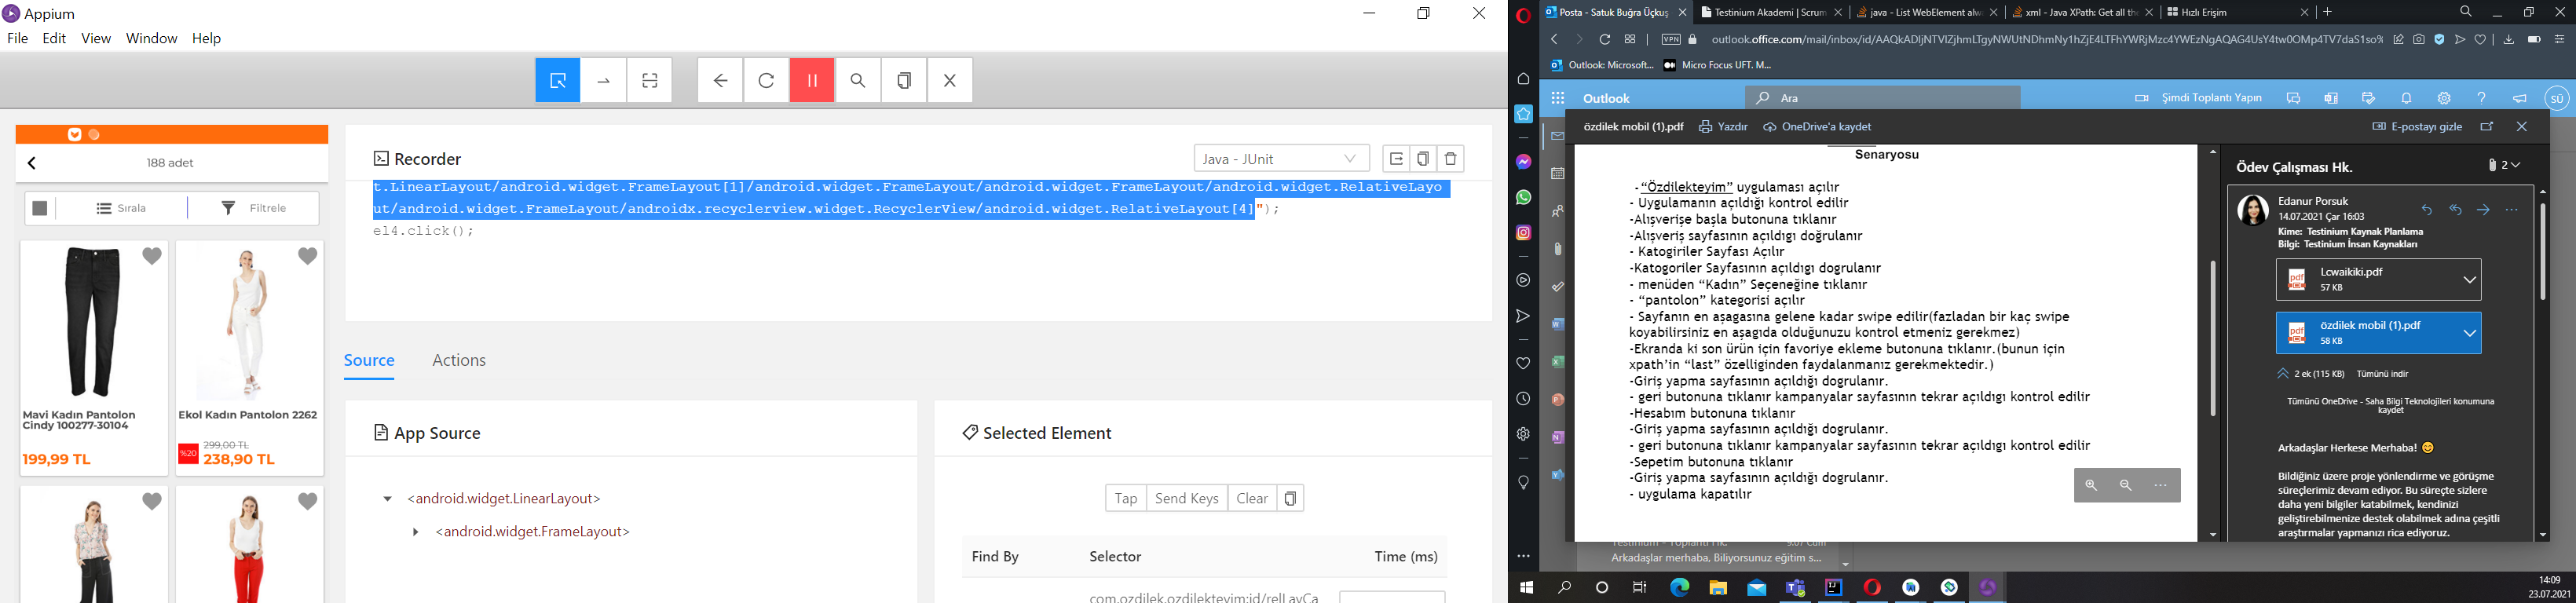 Appium
File Edit View Window Help
188 adet
Sırala
Filtrele
Mavi Kadın Pantolon
Cindy 100277-30104
199,99 TL
Ekol Kadın Pantolon 2262
%20
299,00 TL
238,90 TL
Recorder
Java - JUnit
t.LinearLayout/android.widget.FrameLayout[1]/android.widget.FrameLayout/android.widget.FrameLayout/android.widget.RelativeLayo
ut/android.widget.FrameLayout/androidx.recyclerview.widget.RecyclerView/android.widget.RelativeLayout[4]");
el4.click();
Source
Actions
App Source
<android.widget.LinearLayout>
<android.widget.FrameLayout>
Selected Element
Tap
Send Keys
Clear
Find By
Selector
Time (ms)
com.ozdilek.ozdilekteyim:id/relLayCa
Posta - Satuk Buğra Üçkuş
Testinium Akademi | Scrum
java - List WebElement alw
xml - Java XPath: Get all the
Hızlı Erişim
VPN
outlook.office.com/mail/inbox/id/
Outlook: Microsoft...
Micro Focus UFT. M...
Outlook
Ara
Şimdi Toplantı Yapın
SÜ
özdilek mobil (1).pdf
Yazdır
OneDrive'a kaydet
E-postayı gizle
Senaryosu
-"Özdilekteyim" uygulaması açılır
- Uygulamanın açıldığı kontrol edilir
-Alışverişe başla butonuna tıklanır
-Alışveriş sayfasının açıldıgı doğrulanır
- Katogiriler Sayfası Açılır
-Katogoriler Sayfasının açıldıgı dogrulanır
- menüden "Kadın" Seçeneğine tıklanır
- "pantolon" kategorisi açılır
- Sayfanın en aşagasına gelene kadar swipe edilir(fazladan bir kaç swipe
koyabilirsiniz en aşagıda olduğunuzu kontrol etmeniz gerekmez)
-Ekranda ki son ürün için favoriye ekleme butonuna tıklanır.(bunun için
xpath'in "last" özelliginden faydalanmanız gerekmektedir.)
-Giriş yapma sayfasının açıldığı dogrulanır.
- geri butonuna tıklanır kampanyalar sayfasının tekrar açıldıgı kontrol edilir
-Hesabım butonuna tıklanır
-Giriş yapma sayfasının açıldığı dogrulanır.
- geri butonuna tıklanır kampanyalar sayfasının tekrar açıldıgı kontrol edilir
-Sepetim butonuna tıklanır
-Giriş yapma sayfasının açıldığı dogrulanır.
- uygulama kapatılır
Ödev Çalışması Hk.
2
Edanur Porsuk
14.07.2021 Çar 16:03
Kime: Testinium Kaynak Planlama
Bilgi: Testinium İnsan Kaynakları
Lcwaikiki.pdf
57 KB
özdilek mobil (1).pdf
58 KB
2 ek (115 KB)
Tümünü indir
Tümünü OneDrive - Saha Bilgi Teknolojileri konumuna
kaydet
Arkadaşlar Herkese Merhaba!
Bildiğiniz üzere proje yönlendirme ve görüşme
süreçlerimiz devam ediyor. Bu süreçte sizlere
daha yeni bilgiler katabilmek, kendinizi
geliştirebilmenize destek olabilmek adına çeşitli
araştırmalar yapmanızı rica ediyoruz.
Testinium - Toplantı Hk.
9:07 Cum
Arkadaşlar merhaba. Biliyorsunuz eğitim s...
14:09
23.07.2021